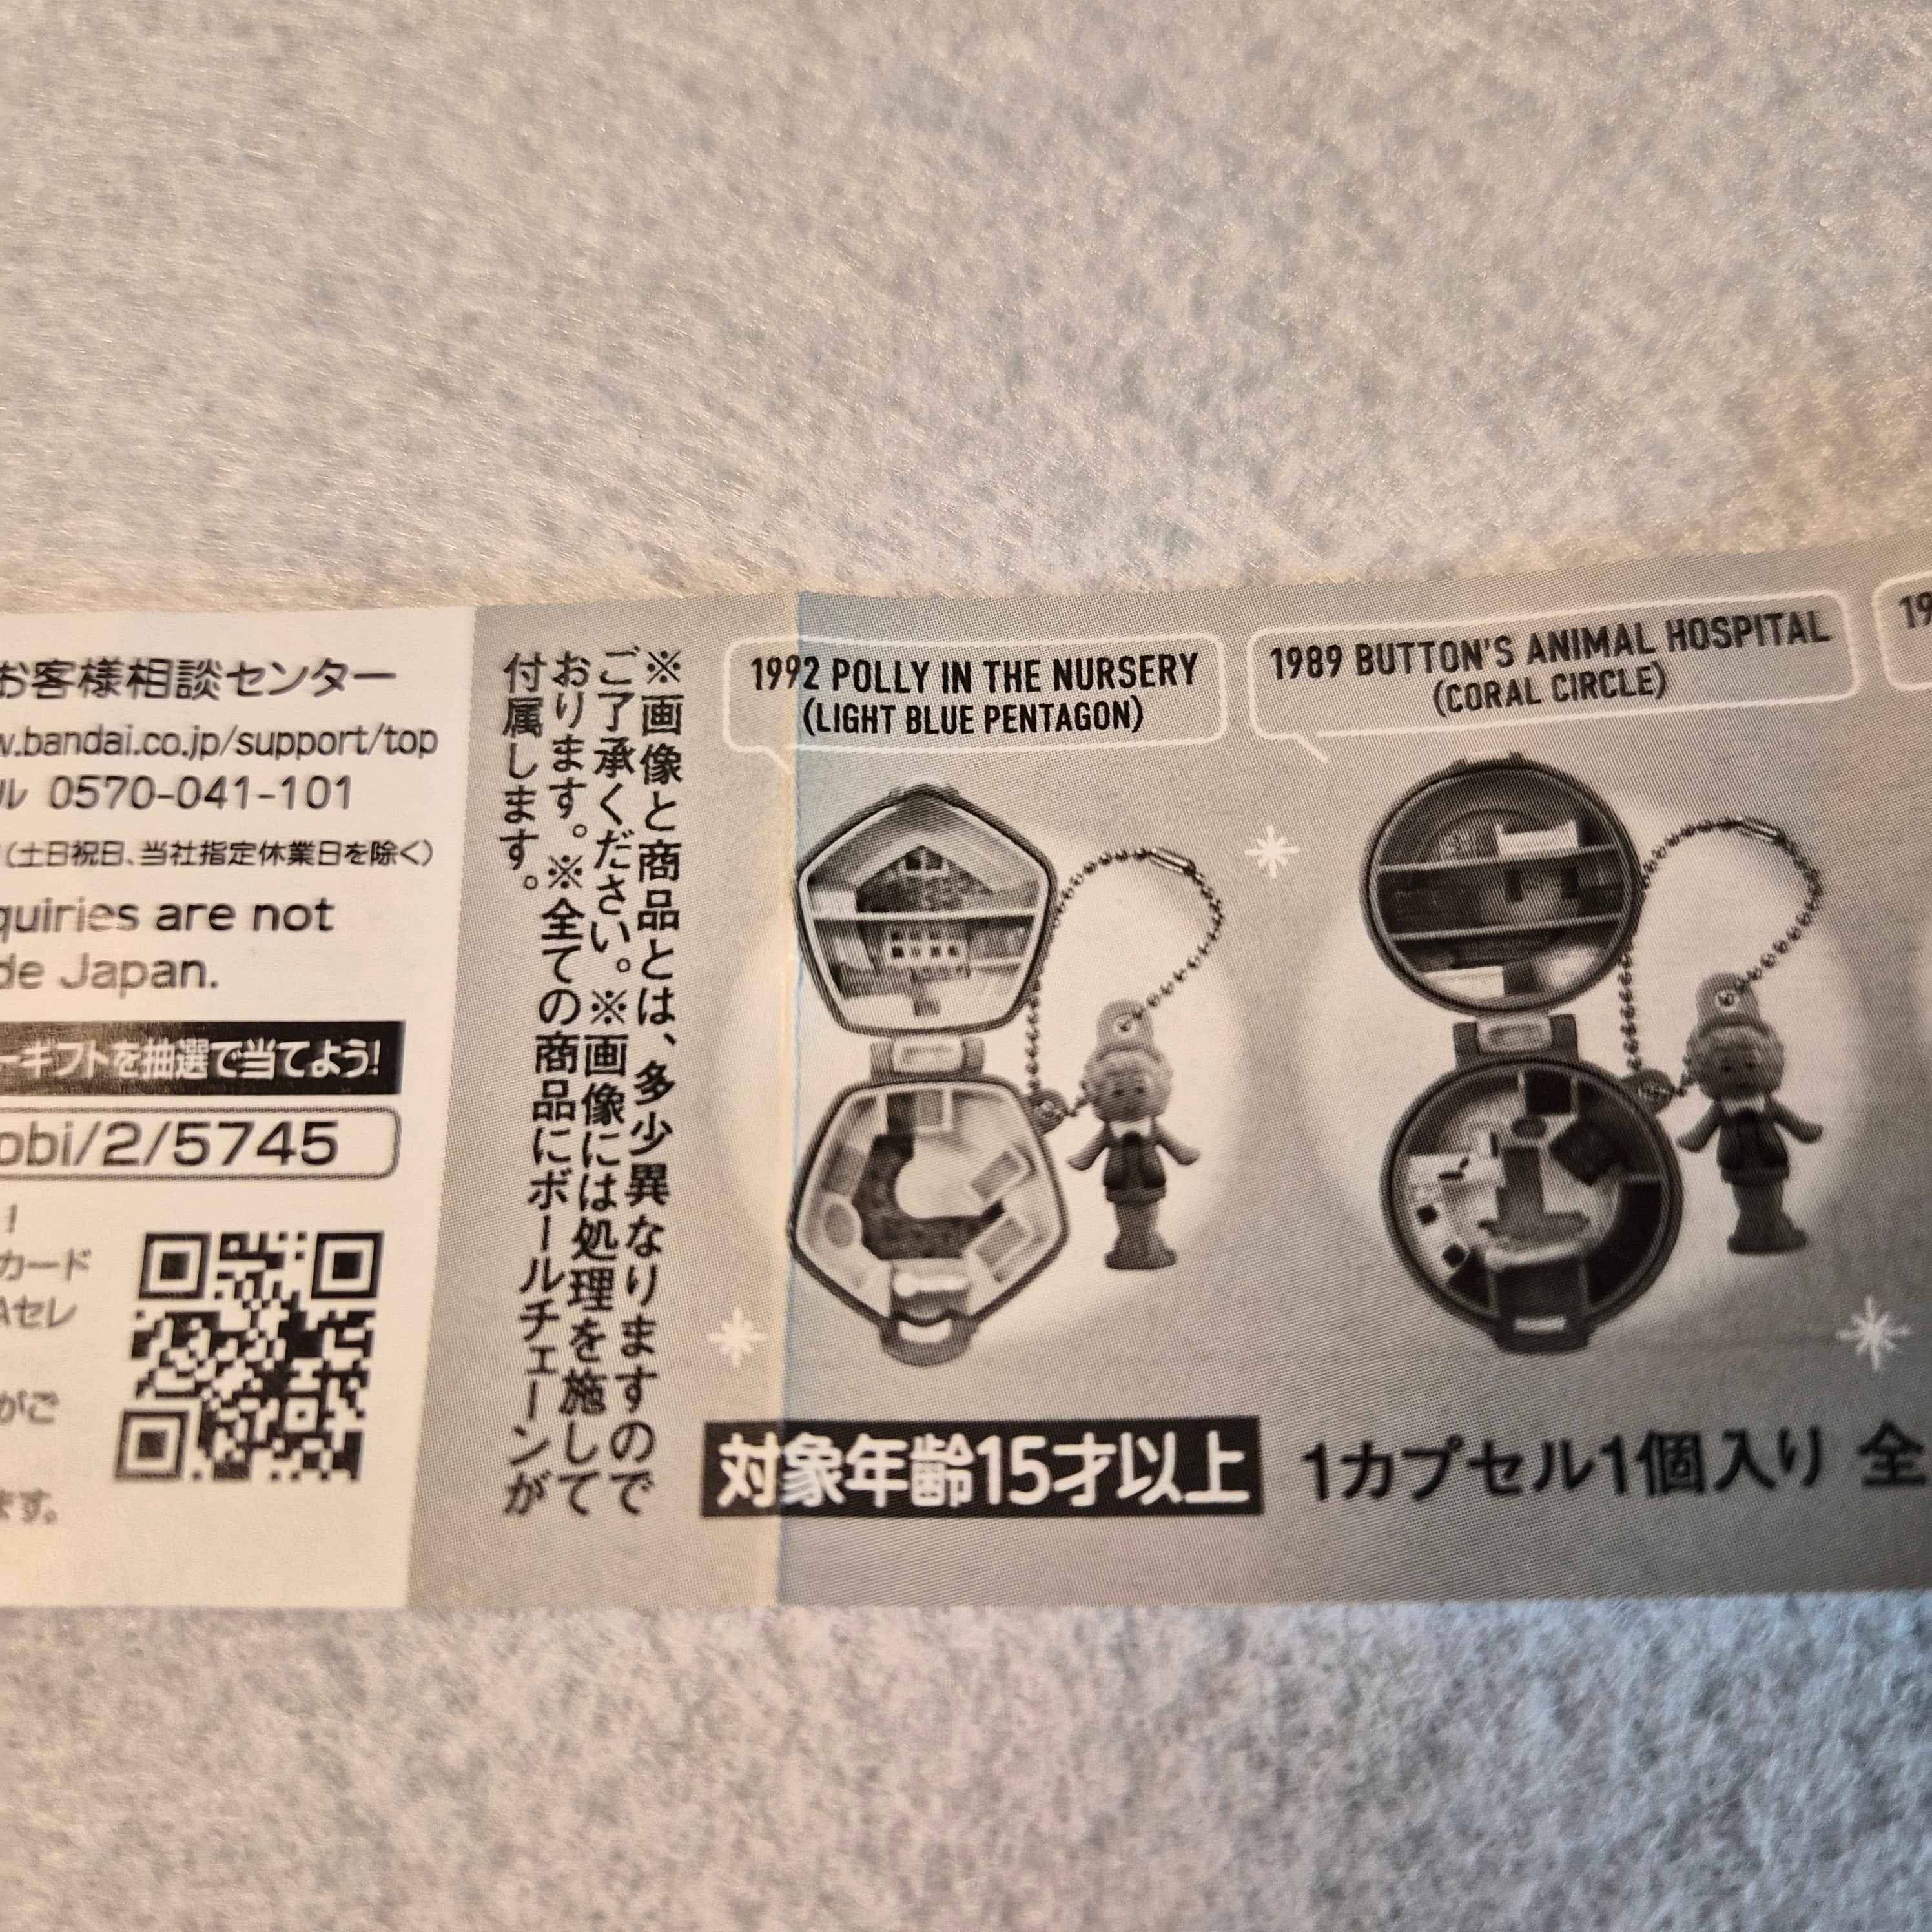 お客様相談センター
w.bandai.co.jp/support/top
ル 0570-041-101
（土日祝日、当社指定休業日を除く）
quiries are not
de Japan.
ーギフトを抽選で当てよう!
obi/2/5745
!
カード
Aセレ
がご
ます。
※画像と商品とは、多少異なりますので
ご了承ください。※画像には処理を施して
おります。※全ての商品にボールチェーンが
付属します。
1992 POLLY IN THE NURSERY
(LIGHT BLUE PENTAGON)
1989 BUTTON'S ANIMAL HOSPITAL
(CORAL CIRCLE)
19
対象年齢15才以上
1カプセル1個入り 全